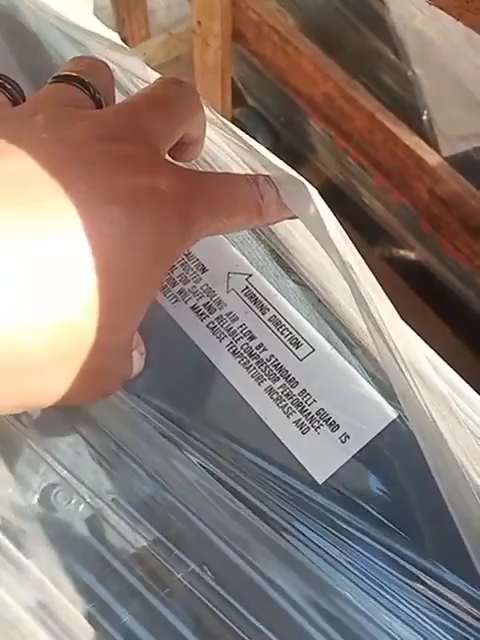 TURNING DIRECTION
CAUTION
COOLING AIR FLOW BY STANDARD BELT GUARD IS
FOR SAFE AND RELIABLE COMPRESSOR PERFORMANCE.
WILL MAKE CAUSE TEMPERATURE INCREASE AND